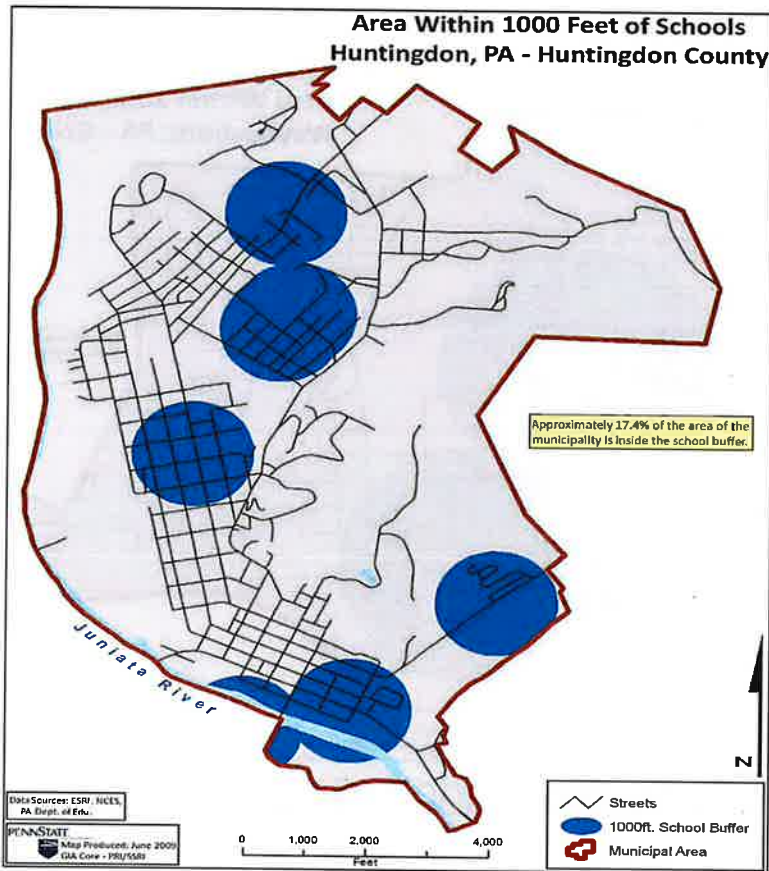 Area Within 1000 Feet of Schools
Huntingdon, PA - Huntingdon County
Approximately 17.4% of the area of the
municipality is inside the school buffer.
Juniata River
N
Data Sources: ESRI, NCES,
PA Dept. of Edu.
PENNSTATE
Map Produced: June 2009
GIA Core - PRI/SSRI
0 1,000 2,000 4,000
Feet
Streets
1000ft. School Buffer
Municipal Area